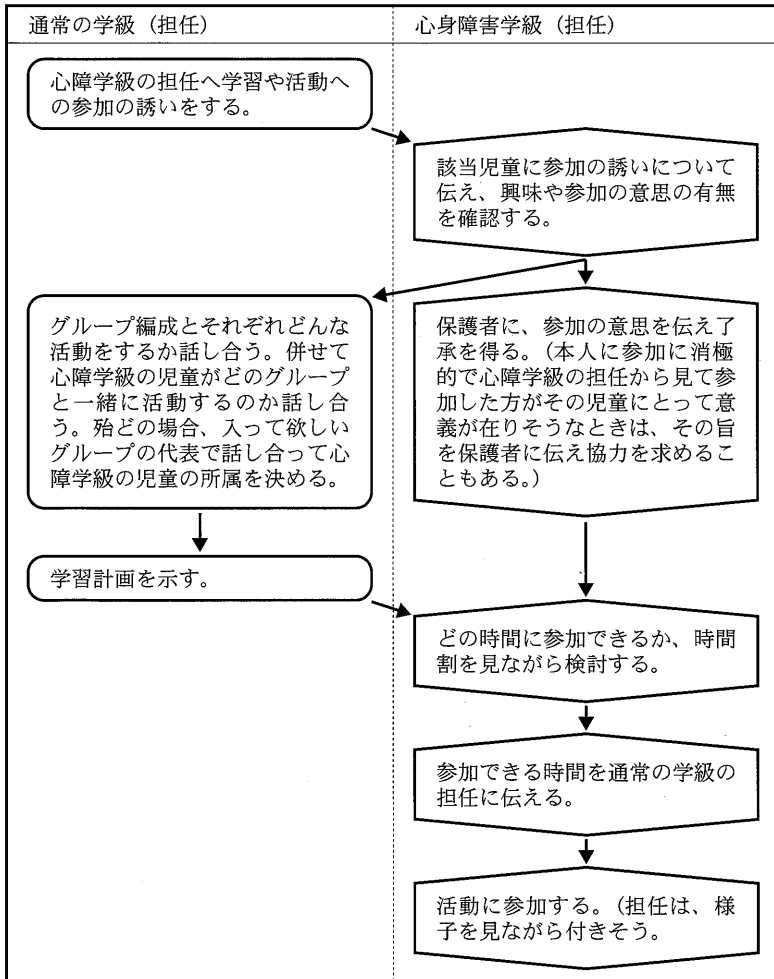 通常の学級（担任）
心身障害学級（担任）
心障学級の担任へ学習や活動へ
の参加の誘いをする。
該当児童に参加の誘いについて
伝え、興味や参加の意思の有無
を確認する。
グループ編成とそれぞれどんな
活動をするか話し合う。併せて
心障学級の児童がどのグループ
と一緒に活動するのか話し合
う。殆どの場合、入って欲しい
グループの代表で話し合って心
障学級の児童の所属を決める。
保護者に、参加の意思を伝え了
承を得る。（本人に参加に消極
的で心障学級の担任から見て参
加した方がその児童にとって意
義が在りそうなときは、その旨
を保護者に伝え協力を求めるこ
ともある。）
学習計画を示す。
どの時間に参加できるか、時間
割を見ながら検討する。
参加できる時間を通常の学級の
担任に伝える。
活動に参加する。（担任は、様
子を見ながら付きそう。